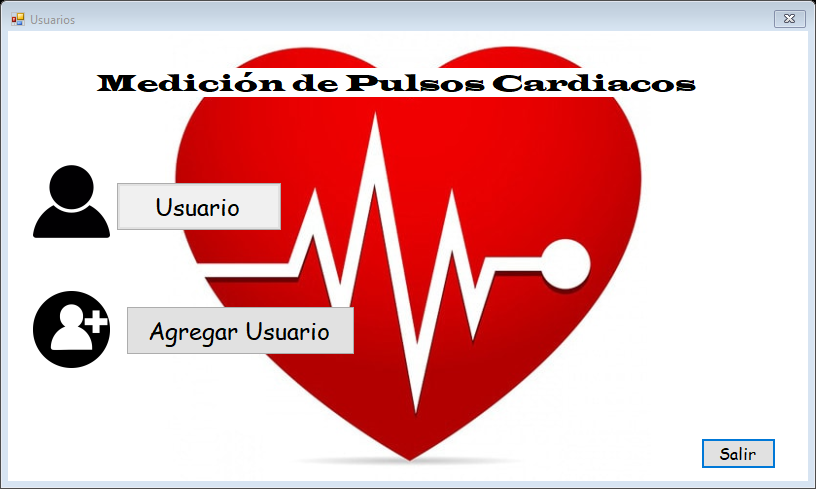 Usuarios
Medición de Pulsos Cardiacos
Usuario
Agregar Usuario
Salir